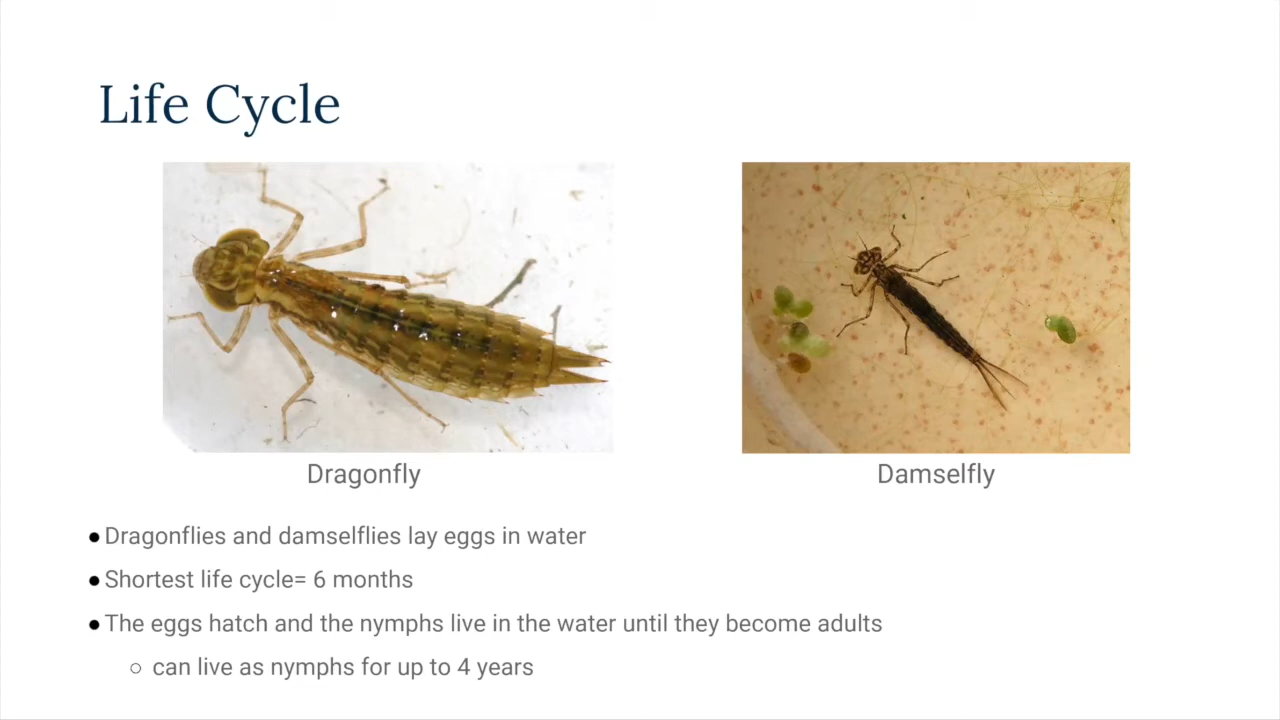 Life Cycle
Dragonfly
Damselfly
●Dragonflies and damselflies lay eggs in water
●Shortest life cycle= 6 months
●The eggs hatch and the nymphs live in the water until they become adults
○ can live as nymphs for up to 4 years